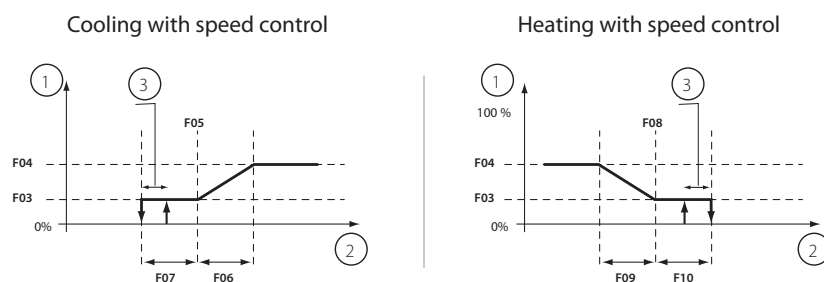 Cooling with speed control
1
3
F05
F04
F03
0%
2
F07
F06
Heating with speed control
1
3
100 %
F08
F04
F03
0%
2
F09
F10